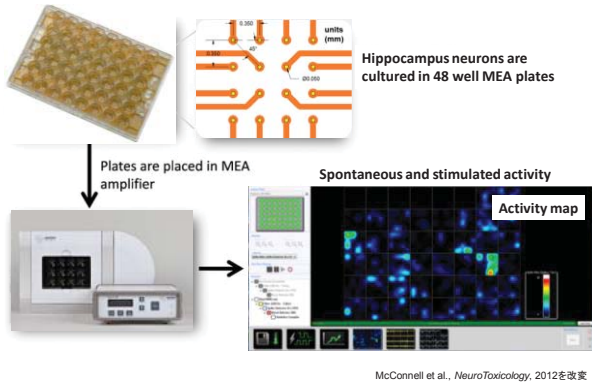 0.350
units
(mm)
0.350
45°
Ø0.050
Hippocampus neurons are
cultured in 48 well MEA plates
Plates are placed in MEA
amplifier
Spontaneous and stimulated activity
Activity map
McConnell et al., NeuroToxicology, 2012を改変